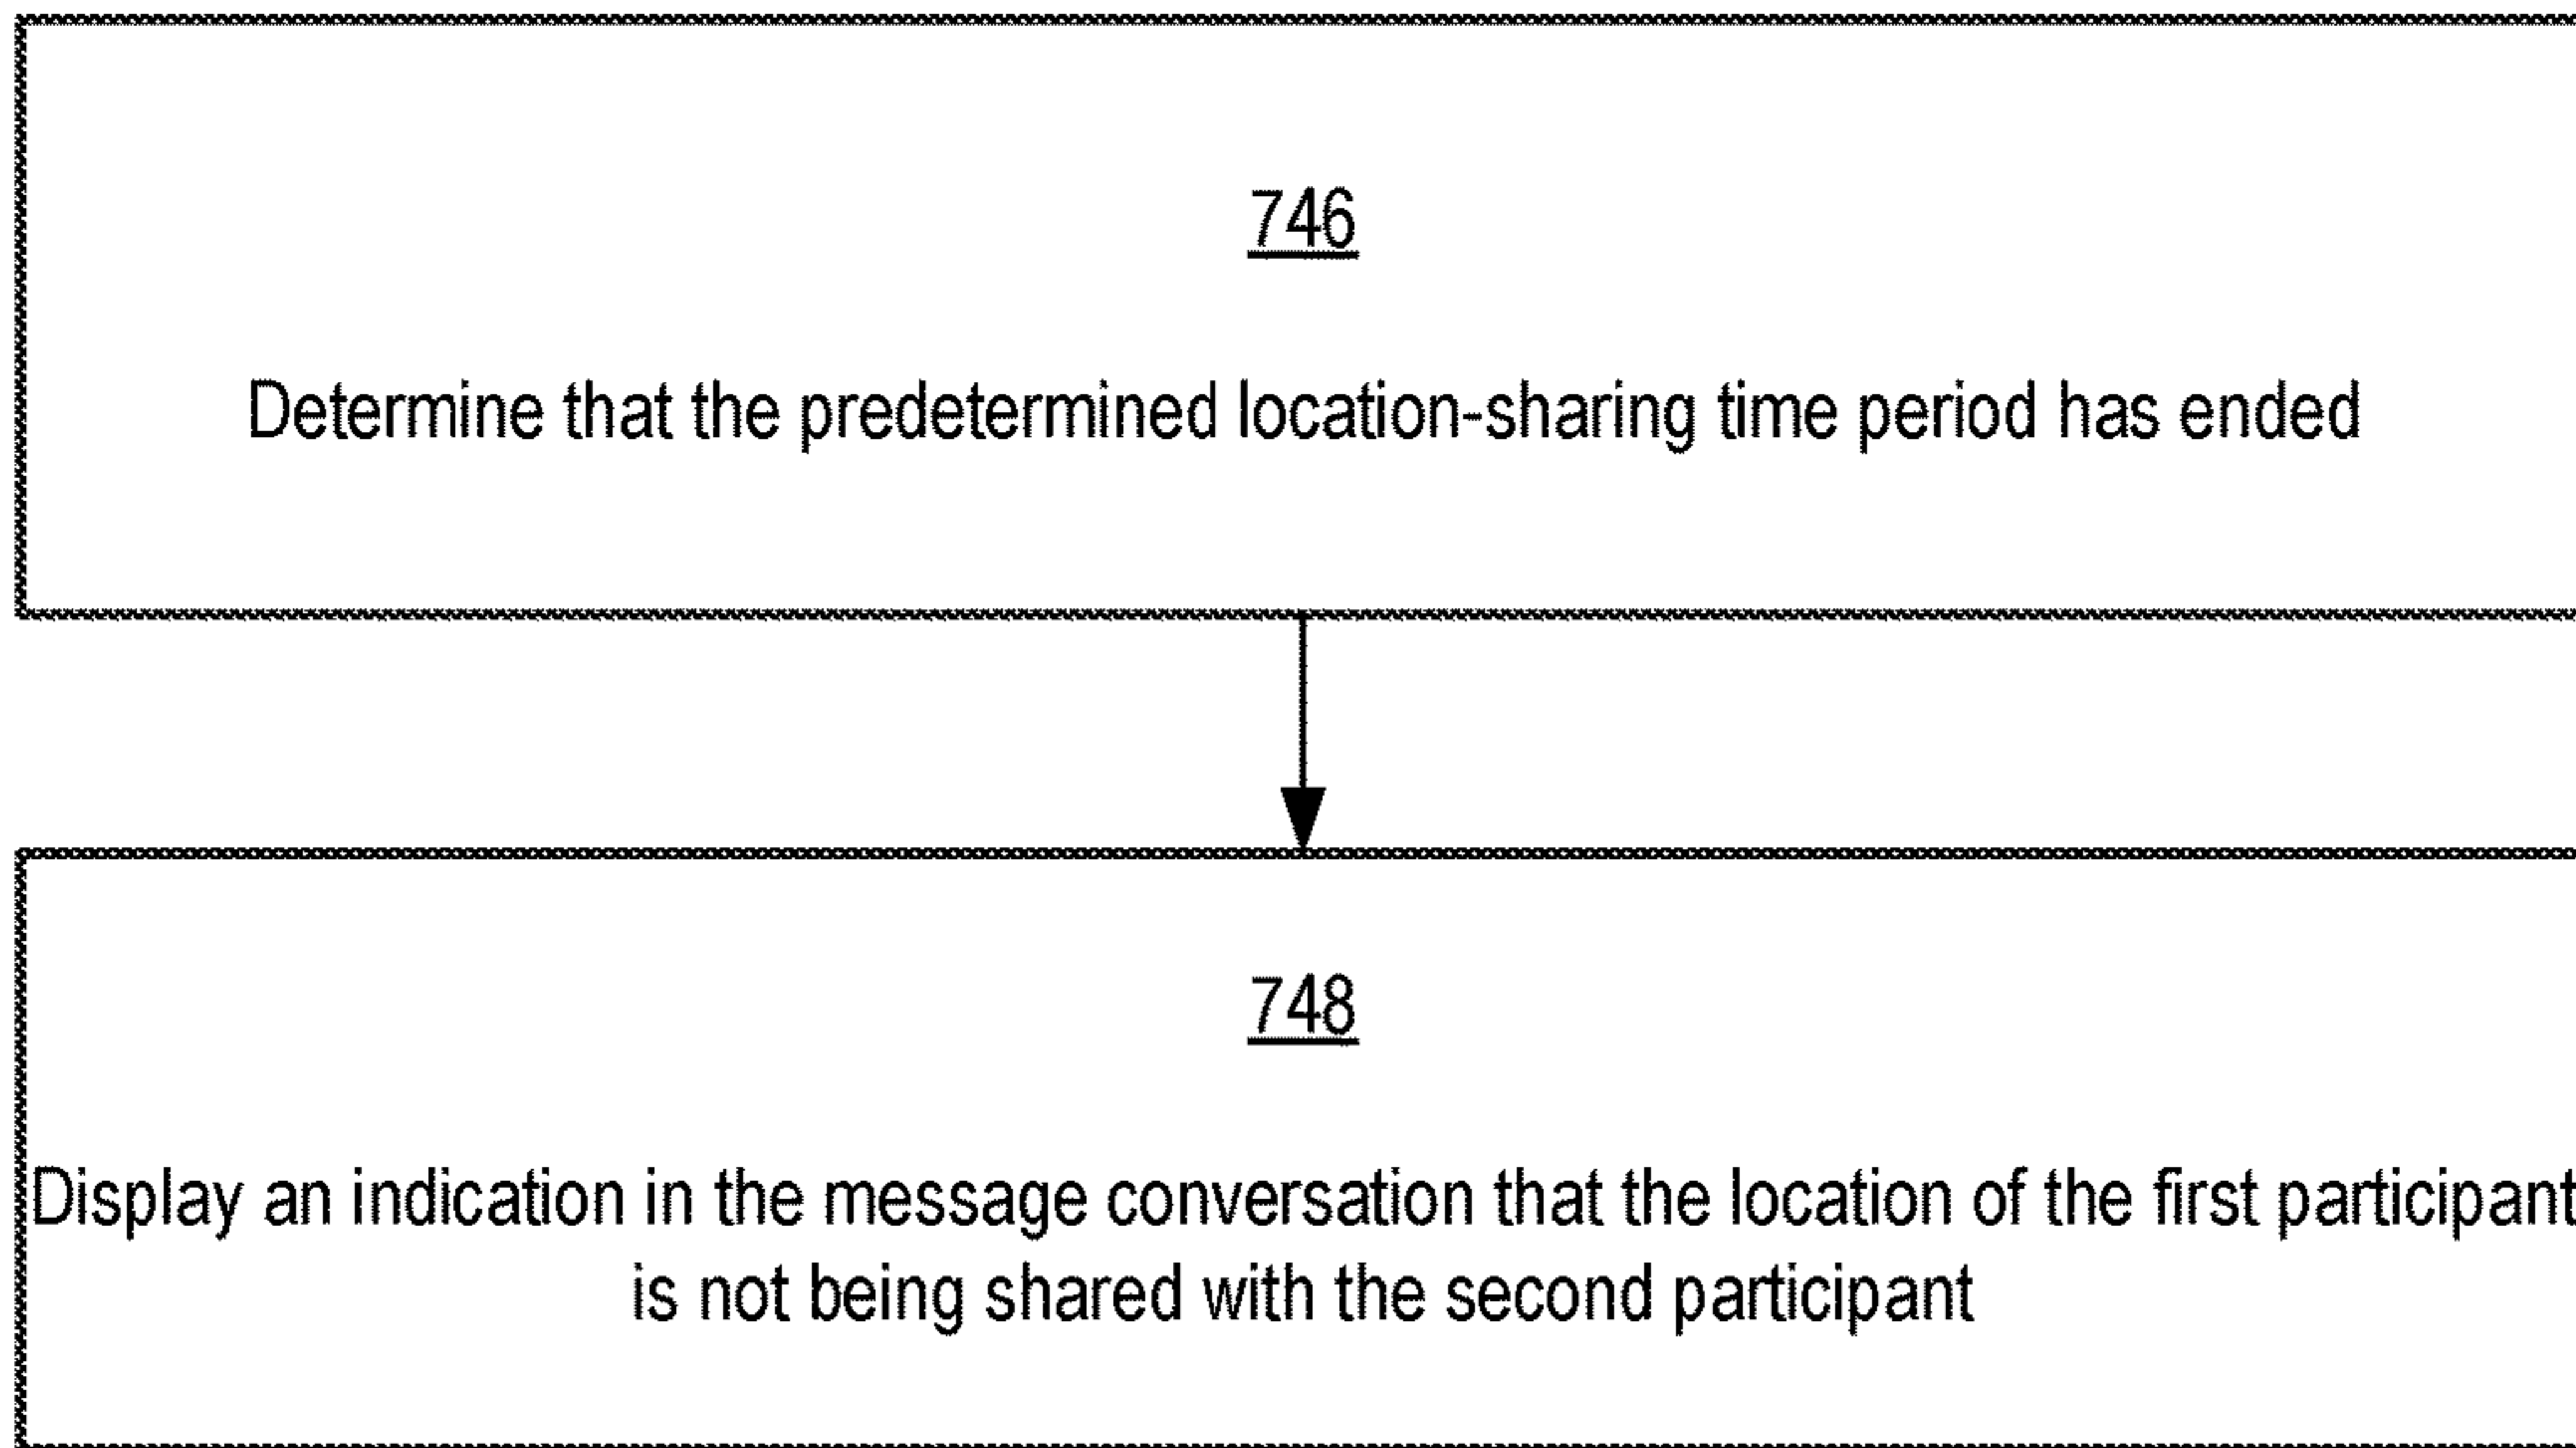 746
Determine that the predetermined location-sharing time period has ended
748
Display an indication in the message conversation that the location of the first participant
is not being shared with the second participant